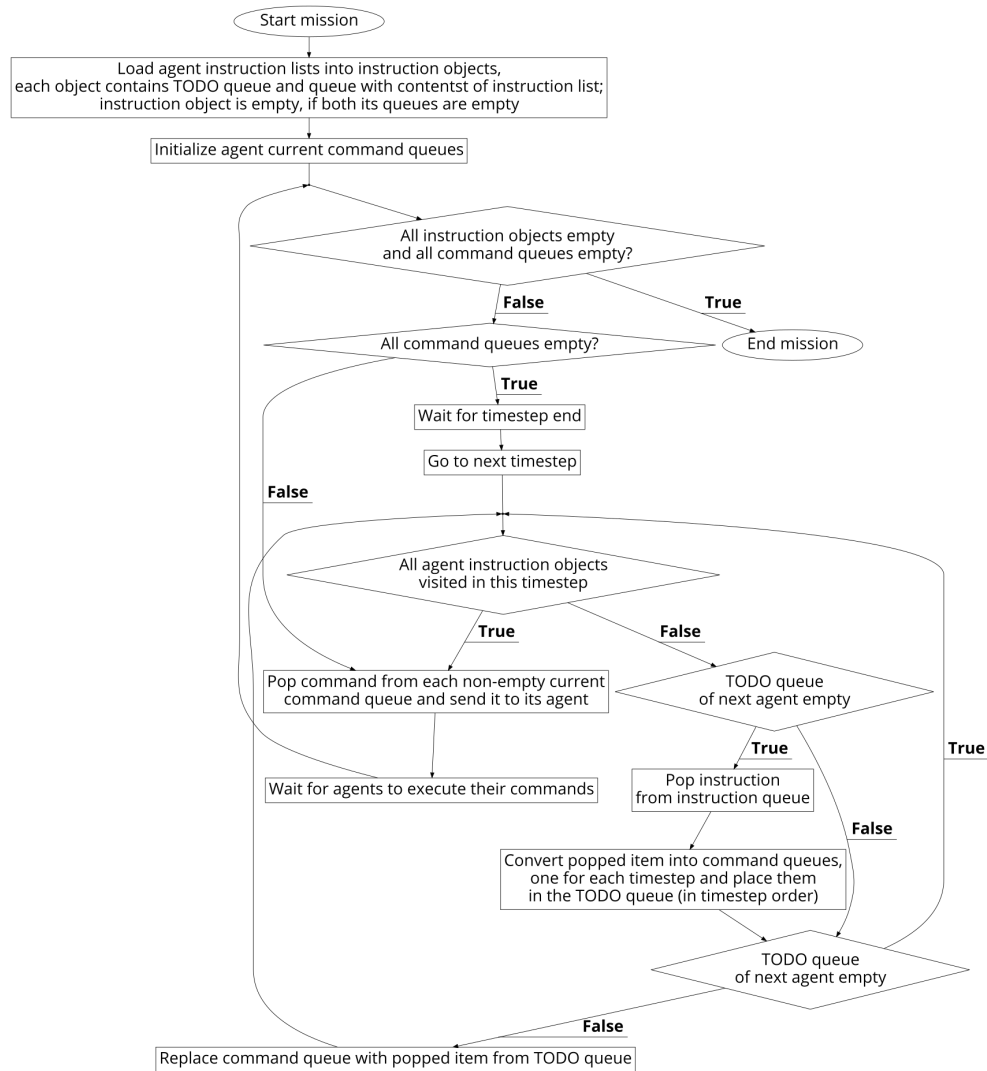 Start mission
Load agent instruction lists into instruction objects,
each object contains TODO queue and queue with contentst of instruction list;
instruction object is empty, if both its queues are empty
Initialize agent current command queues
All instruction objects empty
and all command queues empty?
False
True
All command queues empty?
End mission
True
Wait for timestep end
Go to next timestep
False
All agent instruction objects
visited in this timestep
True
False
Pop command from each non-empty current
command queue and send it to its agent
TODO queue
of next agent empty
True
True
Wait for agents to execute their commands
Pop instruction
from instruction queue
False
Convert popped item into command queues,
one for each timestep and place them
in the TODO queue (in timestep order)
TODO queue
of next agent empty
False
Replace command queue with popped item from TODO queue